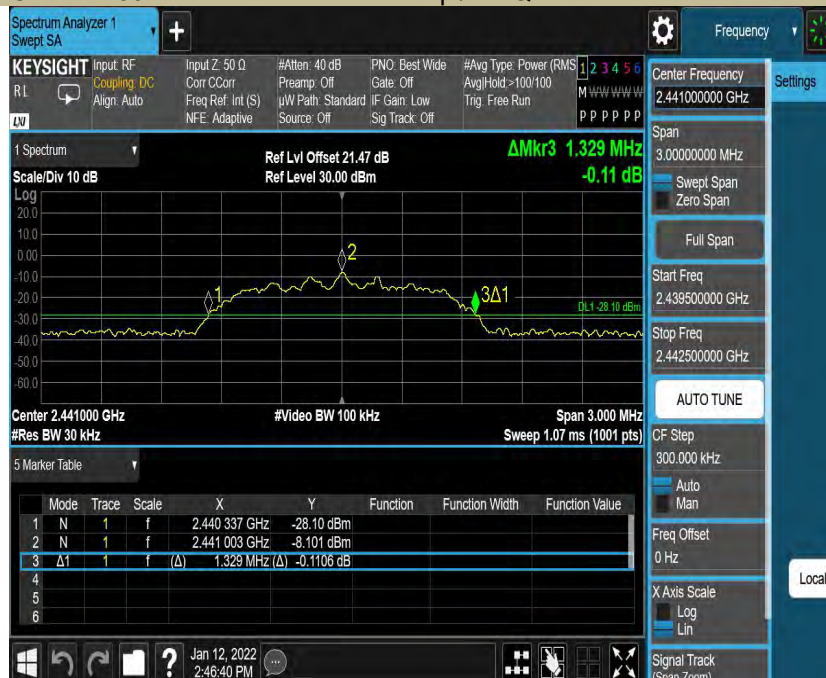 Spectrum Analyzer 1
Swept SA
Frequency
KEYSIGHT
RL
LXI
Input: RF
Coupling: DC
Align: Auto
Input Z: 50 Ω
Corr CCorr
Freq Ref: Int (S)
NFE: Adaptive
#Atten: 40 dB
Preamp: Off
µW Path: Standard
Source: Off
PNO: Best Wide
Gate: Off
IF Gain: Low
Sig Track: Off
#Avg Type: Power (RMS
Avg|Hold:>100/100
Trig: Free Run
1 2 3 4 5 6
M W W W W W
P P P P P P
1 Spectrum
Scale/Div 10 dB
Ref Lvl Offset 21.47 dB
Ref Level 30.00 dBm
ΔMkr3 1.329 MHz
-0.11 dB
Log
20.0
10.0
0.00
-10.0
-20.0
-30.0
-40.0
-50.0
-60.0
1
2
3Δ1
DL1 -28.10 dBm
Center 2.441000 GHz
#Video BW 100 kHz
Span 3.000 MHz
#Res BW 30 kHz
Sweep 1.07 ms (1001 pts)
5 Marker Table
Mode Trace Scale X Y Function Function Width Function Value
1 N 1 f 2.440 337 GHz -28.10 dBm
2 N 1 f 2.441 003 GHz -8.101 dBm
3 Δ1 1 f (Δ) 1.329 MHz (Δ) -0.1106 dB
4
5
6
?
Jan 12, 2022
2:46:40 PM
Center Frequency
2.441000000 GHz
Settings
Span
3.00000000 MHz
Swept Span
Zero Span
Full Span
Start Freq
2.439500000 GHz
Stop Freq
2.442500000 GHz
AUTO TUNE
CF Step
300.000 kHz
Auto
Man
Freq Offset
0 Hz
Local
X Axis Scale
Log
Lin
Signal Track
(Span Zoom)